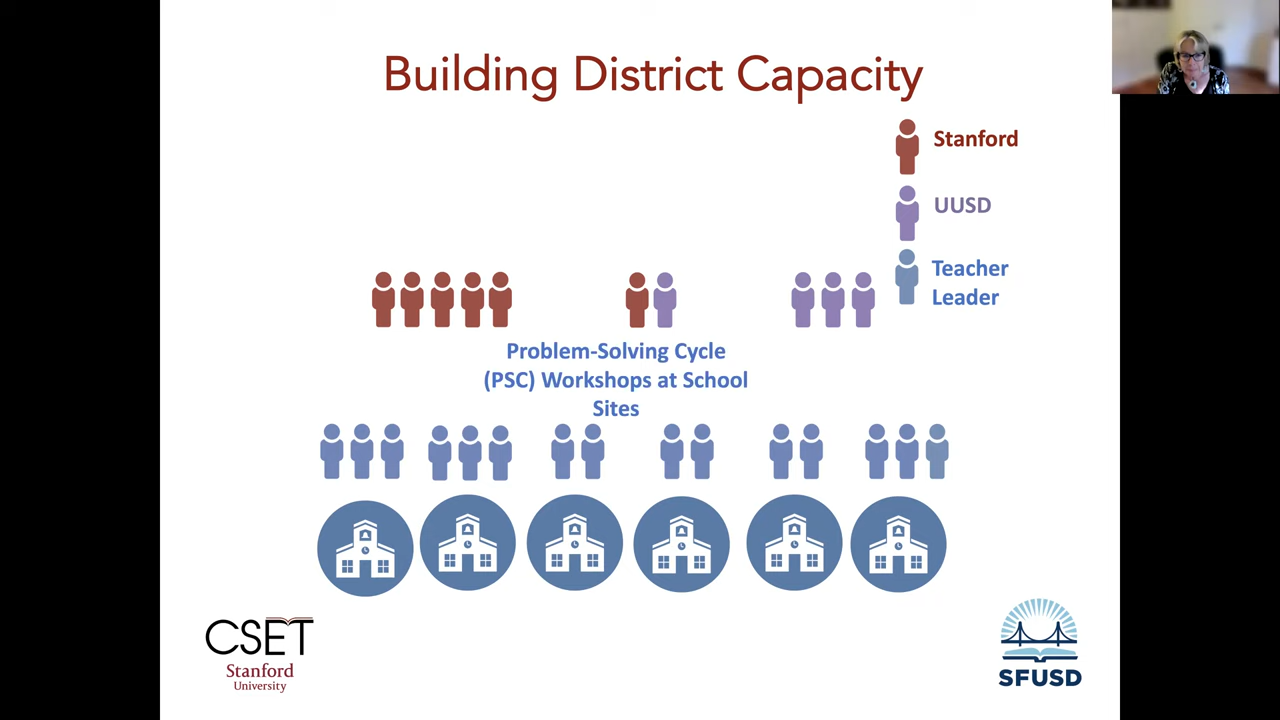 Building District Capacity
Stanford
UUSD
Teacher
Leader
Problem-Solving Cycle
(PSC) Workshops at School
Sites
CSET
Stanford
University
SFUSD